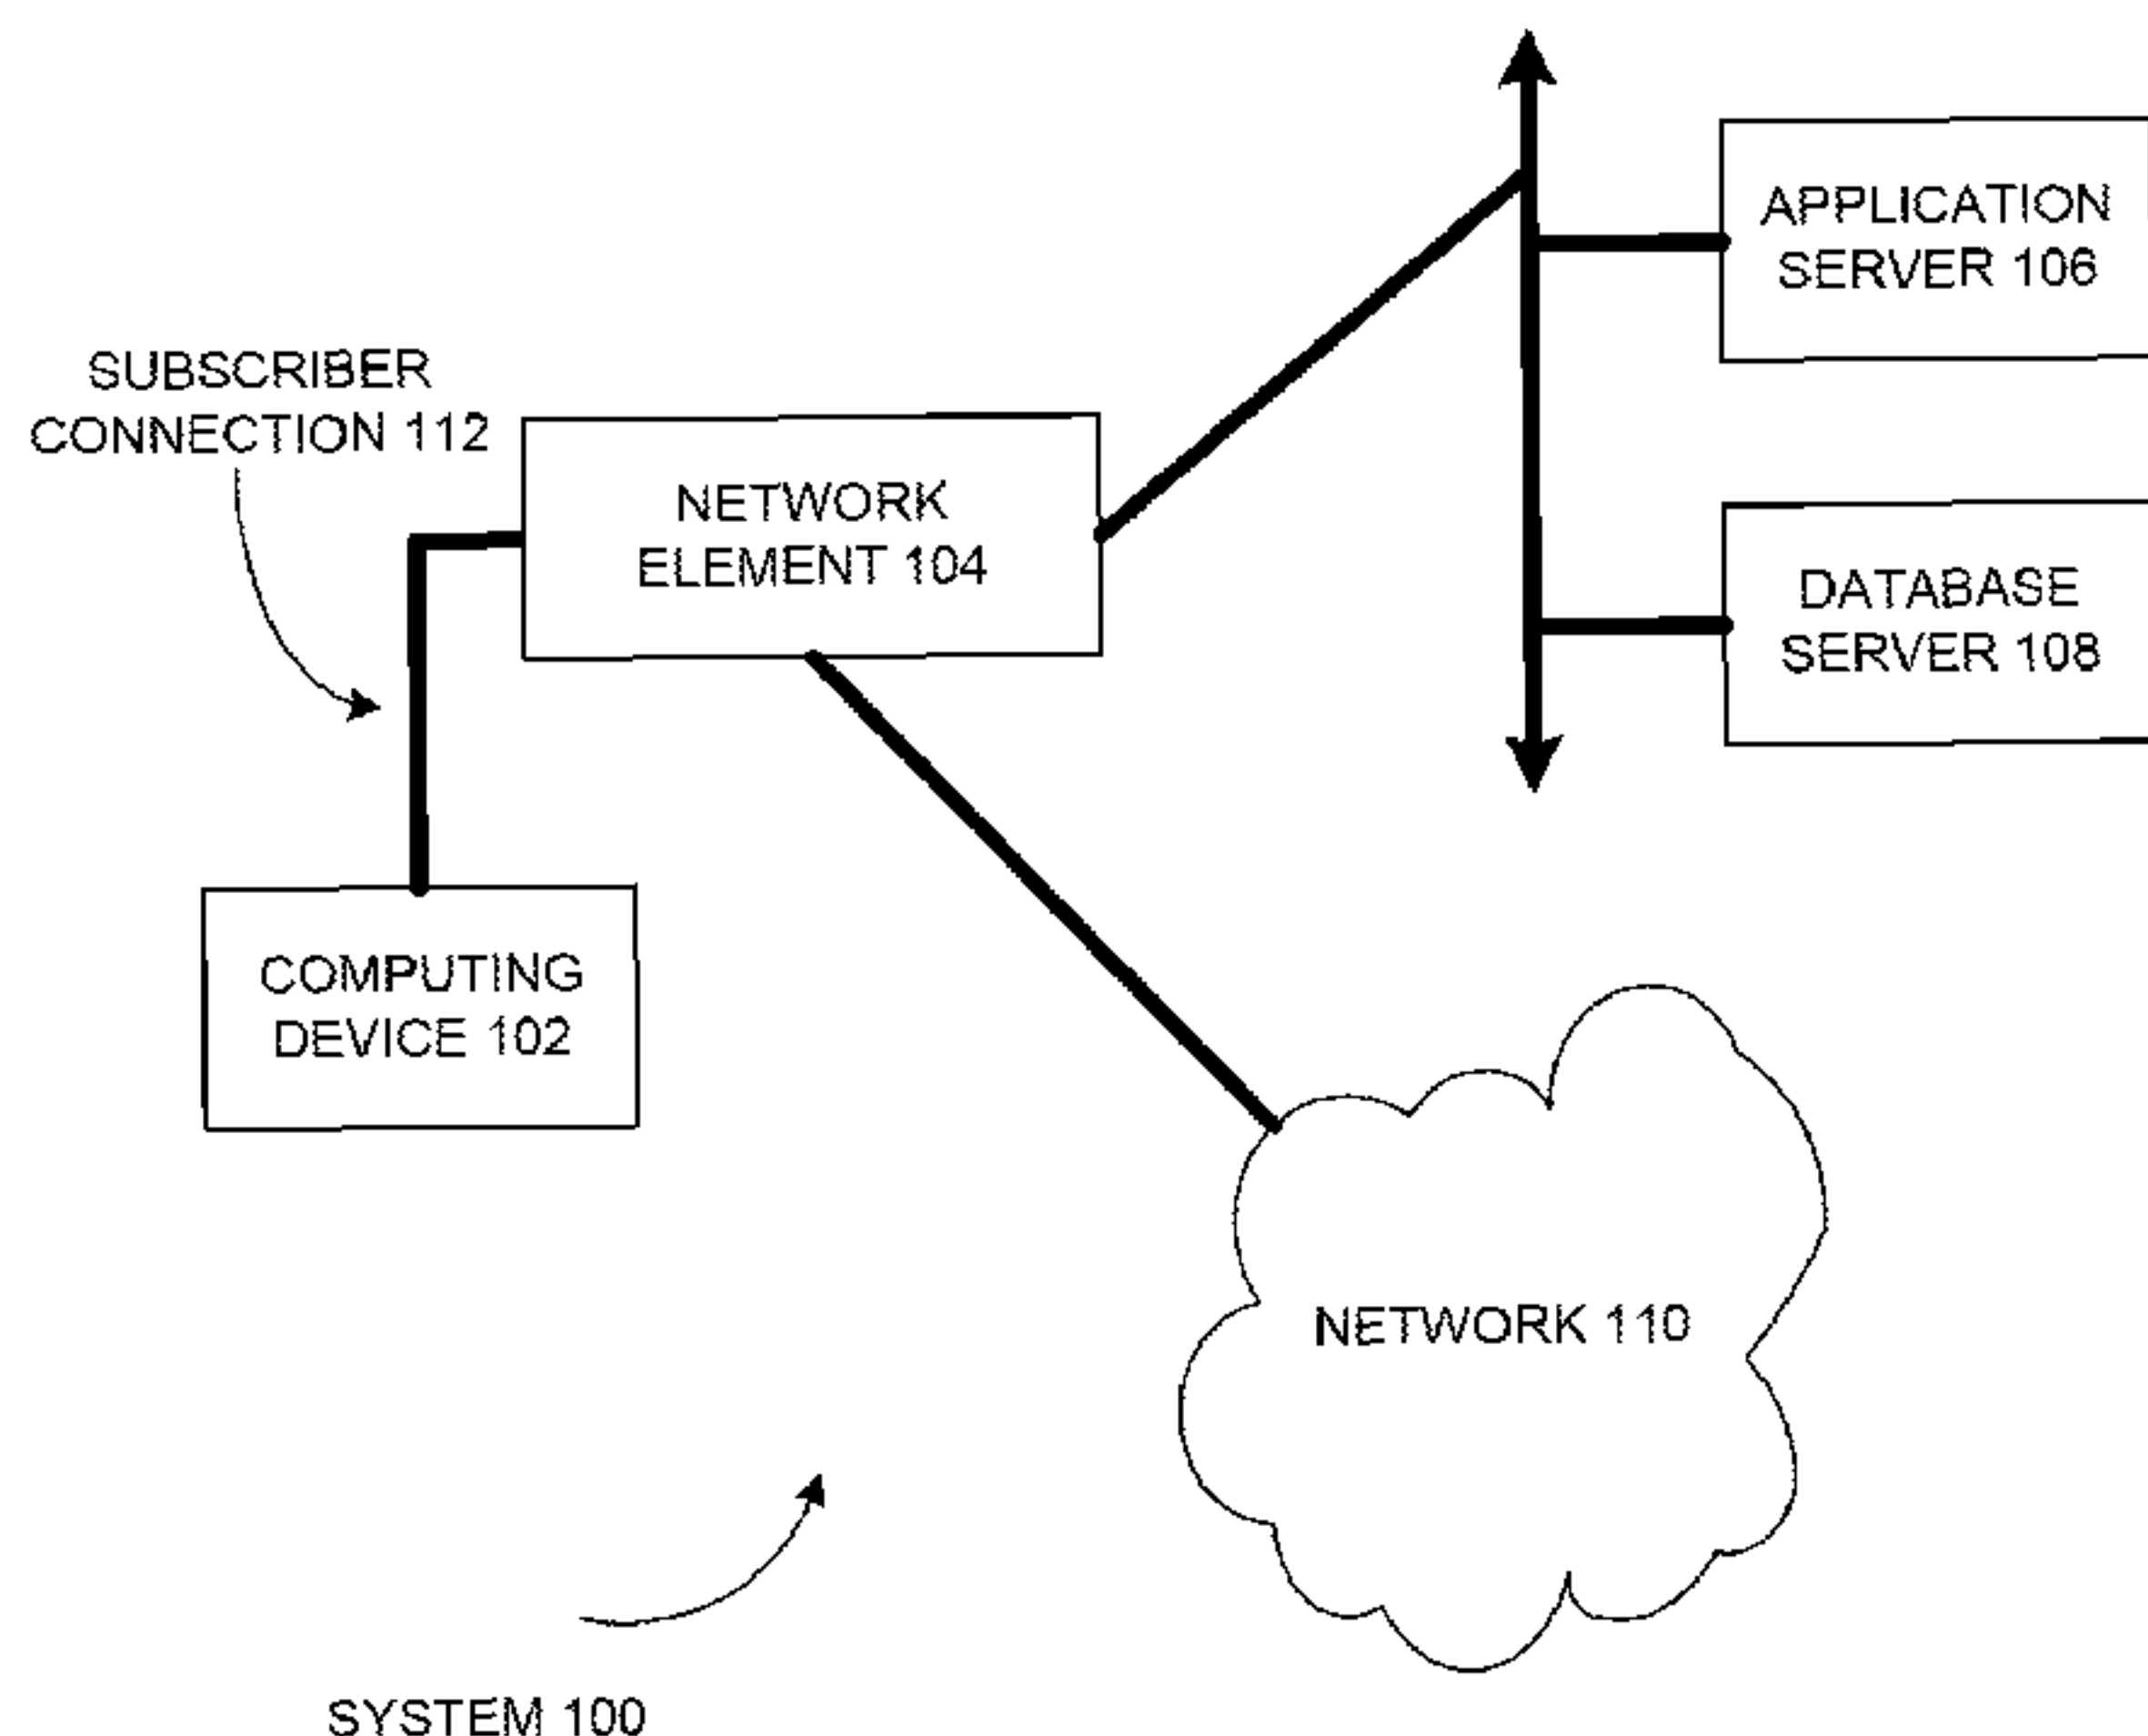 APPLICATION
SERVER 106
SUBSCRIBER
CONNECTION 112
NETWORK
ELEMENT 104
DATABASE
SERVER 108
COMPUTING
DEVICE 102
NETWORK 110
SYSTEM 100